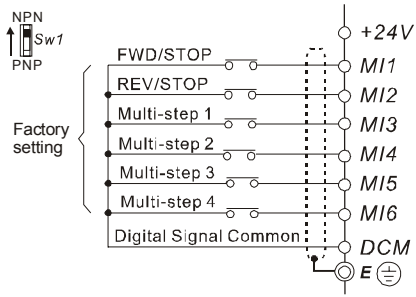 NPN
Sw1
PNP
+24V
FWD/STOP
MI1
REV/STOP
MI2
Multi-step 1
MI3
Factory
setting
Multi-step 2
MI4
Multi-step 3
MI5
Multi-step 4
MI6
Digital Signal Common
DCM
E